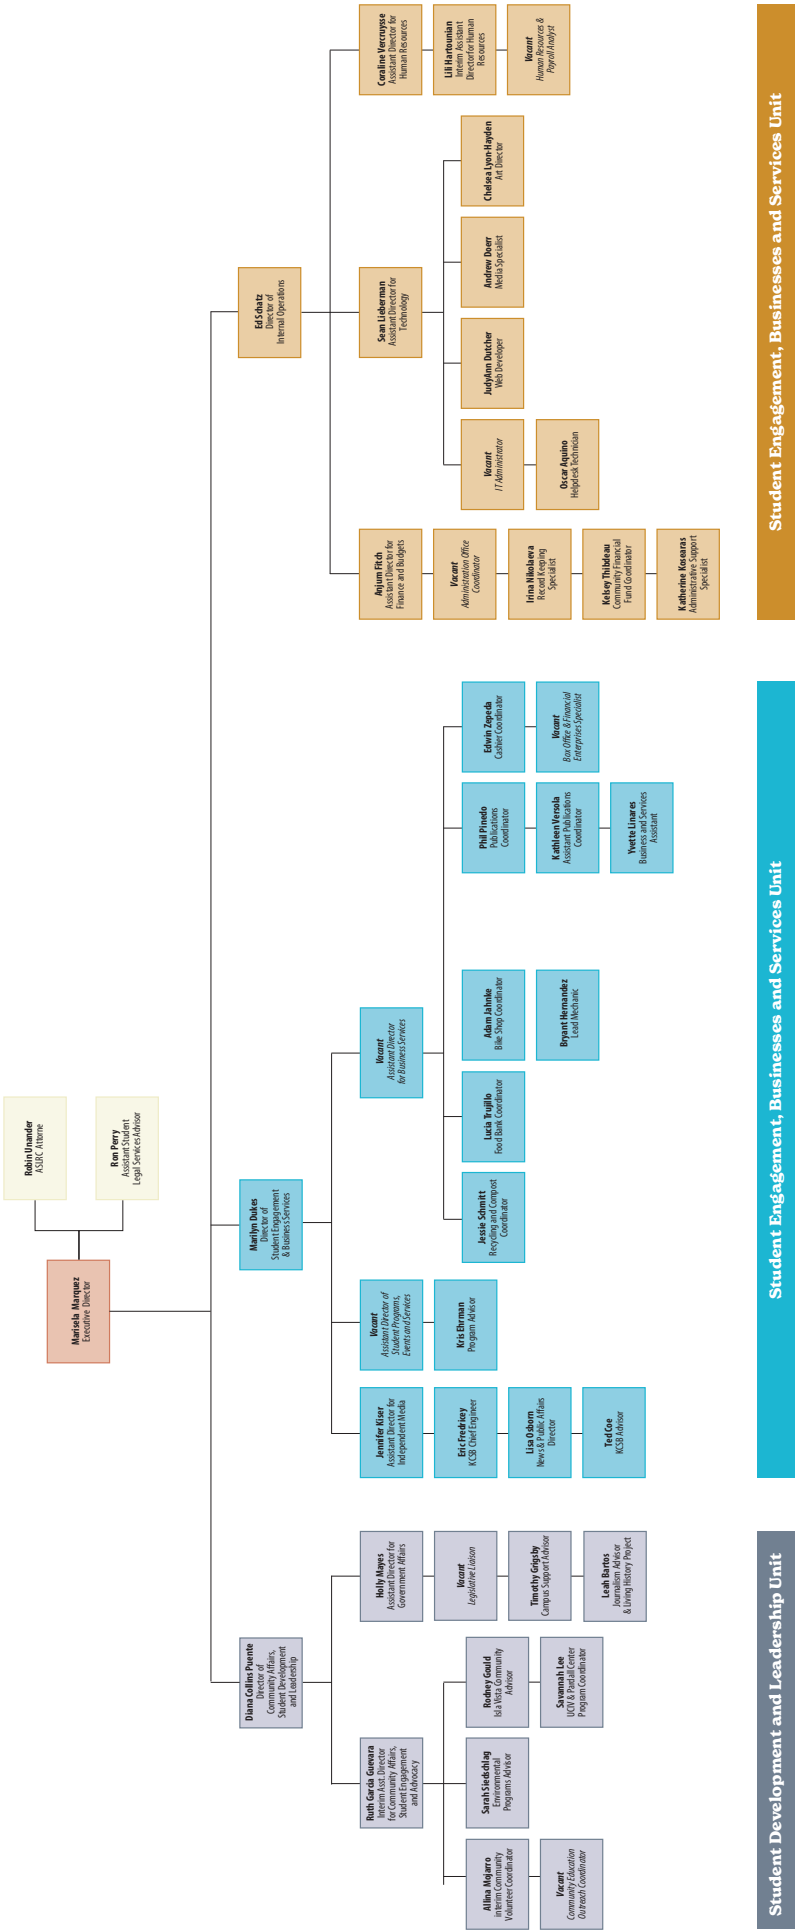 Robin Unander
ASLRC Attorne
Ron Perry
Assistant Student
Legal Services Advisor
Marisela Marquez
Executive Director
Diana Collins Puente
Director of
Community Affairs,
Student Development
and Leadership
Marilyn Dukes
Director of
Student Engagement
& Business Services
Ed Schatz
Director of
Internal Operations
Ruth Garcia Guevara
Interim Asst. Director
for Community Affairs,
Student Engagement
and Advocacy
Allina Mojarro
interim Community
Volunteer Coordinator
Vacant
Community Education
Outreach Coordinator
Sarah Siedschlag
Environmental
Programs Advisor
Rodney Gould
Isla Vista Community
Advisor
Savannah Lee
UCIV & Pardall Center
Program Coordinator
Holly Mayes
Assistant Director for
Government Affairs
Vacant
Legislative Liaison
Timothy Grigsby
Campus Support Advisor
Leah Bartos
Journalism Advisor
& Living History Project
Jennifer Kiser
Assistant Director for
Independent Media
Eric Fredricey
KCSB Chief Engineer
Lisa Osborn
News & Public Affairs
Director
Ted Coe
KCSB Advisor
Vacant
Assistant Director of
Student Programs,
Events and Services
Kris Ehrman
Program Advisor
Vacant
Assistant Director
for Business Services
Jessie Schmitt
Recycling and Compost
Coordinator
Lucia Trujillo
Food Bank Coordinator
Adam Jahnke
Bike Shop Coordinator
Bryant Hernandez
Lead Mechanic
Phil Pinedo
Publications
Coordinator
Kathleen Versola
Assistant Publications
Coordinator
Yvette Linares
Business and Services
Assistant
Edwin Zepeda
Cashier Coordinator
Vacant
Box Office & Financial
Enterprises Specialist
Anjum Fitch
Assistant Director for
Finance and Budgets
Vacant
Administration Office
Coordinator
Irina Nikolaeva
Record Keeping
Specialist
Kelsey Thibdeau
Community Financial
Fund Coordinator
Katherine Kosearas
Administrative Support
Specialist
Sean Lieberman
Assistant Director for
Technology
Vacant
IT Administrator
Oscar Aquino
Helpdesk Technician
JudyAnn Dutcher
Web Developer
Andrew Doerr
Media Specialist
Chelsea Lyon-Hayden
Art Director
Coraline Vercruysse
Assistant Director for
Human Resources
Lili Hartounian
Interim Assistant
Director for Human
Resources
Vacant
Human Resources &
Payroll Analyst
Student Development and Leadership Unit
Student Engagement, Businesses and Services Unit
Student Engagement, Businesses and Services Unit